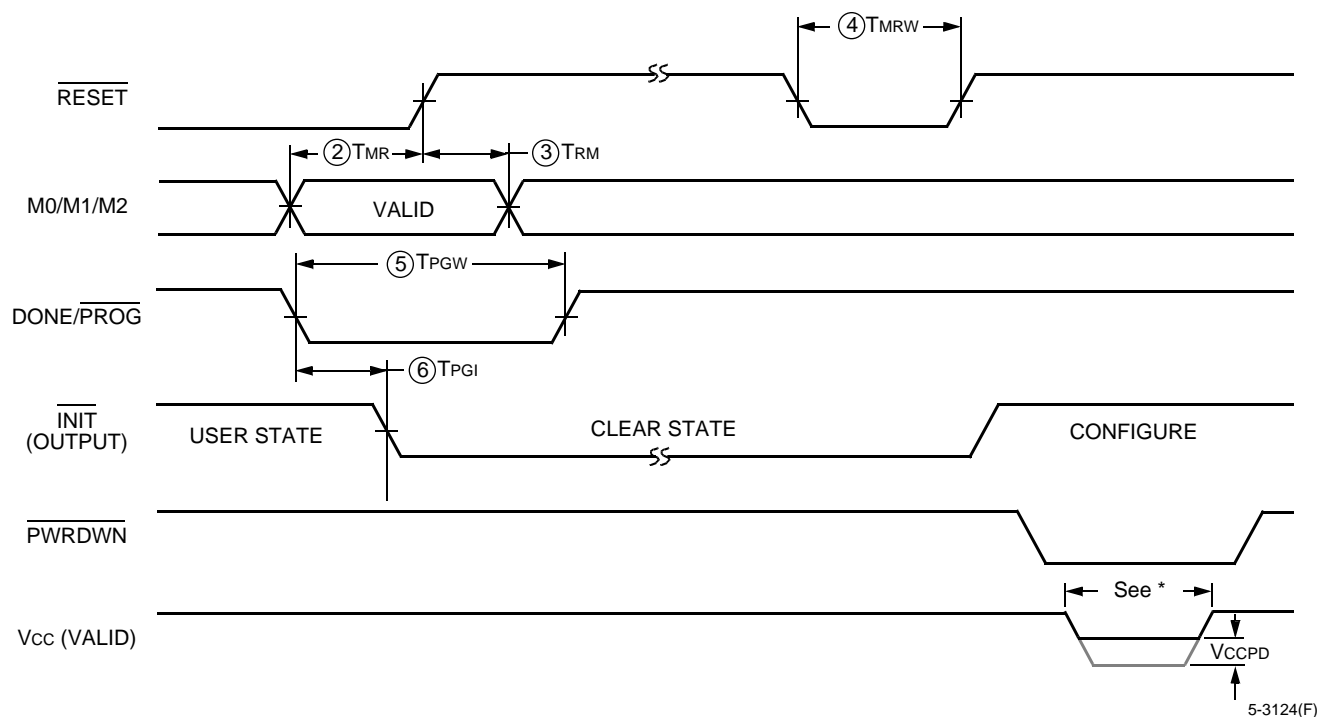 ④TMRW
RESET
②TMR
③TRM
M0/M1/M2
VALID
⑤TPGW
DONE/PROG
⑥TPGI
INIT
(OUTPUT)
USER STATE
CLEAR STATE
CONFIGURE
PWRDWN
See *
VCC (VALID)
VCCPD
5-3124(F)